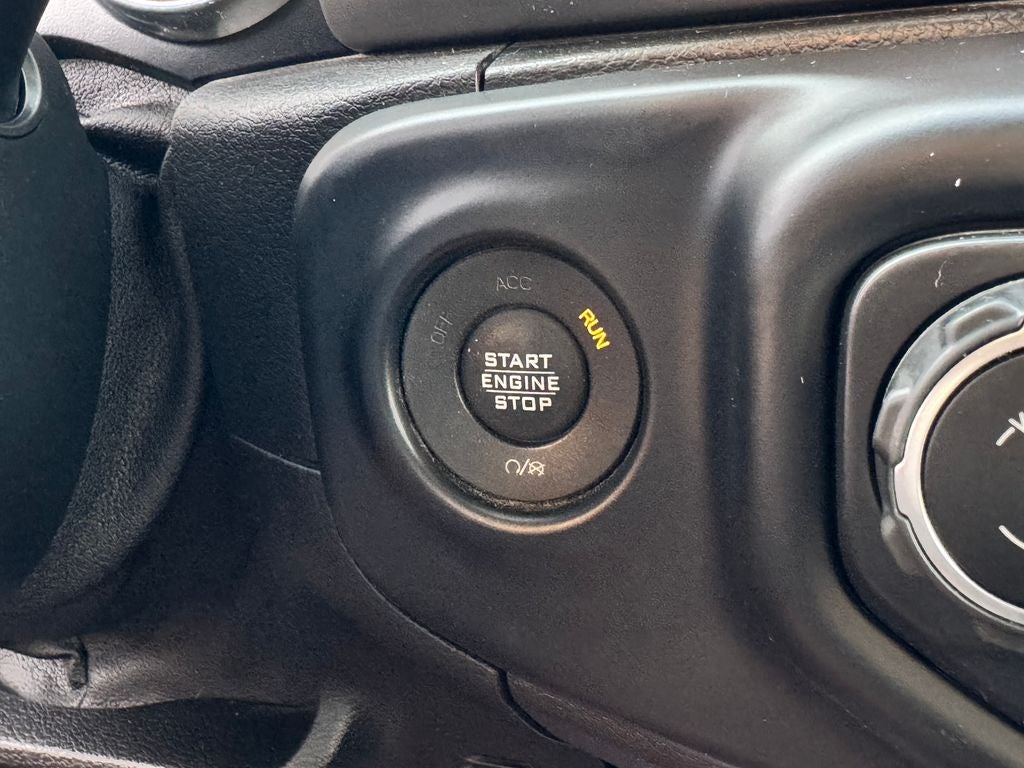 ACC
OFF
RUN
START
ENGINE
STOP